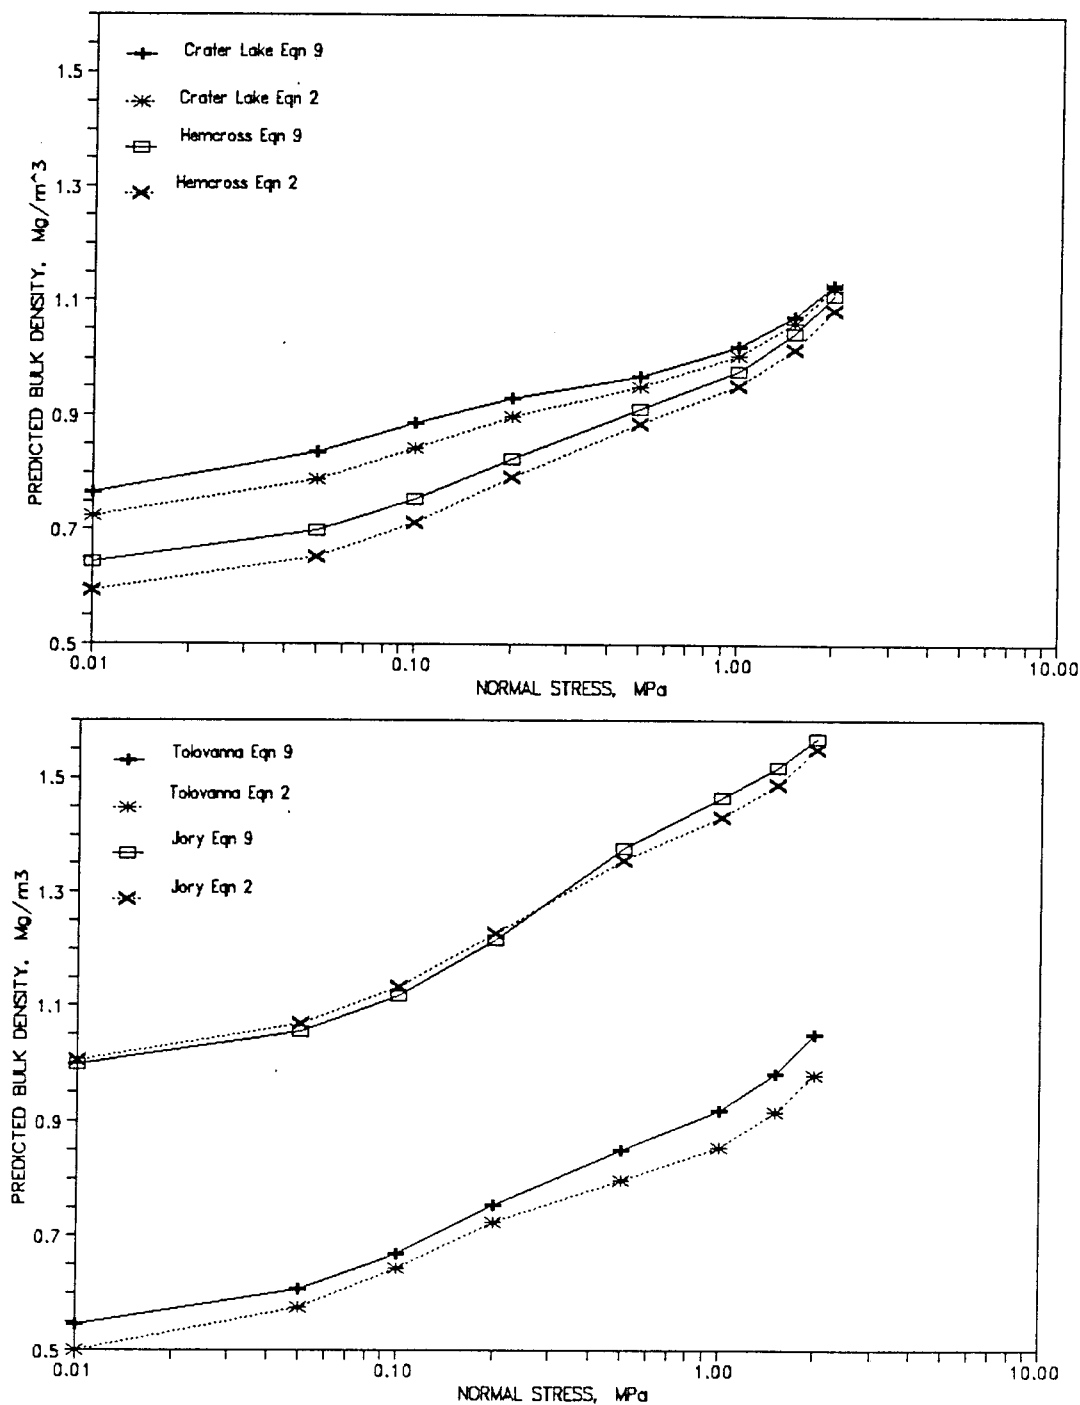 Crater Lake Eqn 9
Crater Lake Eqn 2
Hemcross Eqn 9
Hemcross Eqn 2
PREDICTED BULK DENSITY, Mg/m^3
1.5
1.3
1.1
0.9
0.7
0.5
0.01
0.10
1.00
10.00
NORMAL STRESS, MPa
Tolovanna Eqn 9
Tolovanna Eqn 2
Jory Eqn 9
Jory Eqn 2
PREDICTED BULK DENSITY, Mg/m3
1.5
1.3
1.1
0.9
0.7
0.5
0.01
0.10
1.00
10.00
NORMAL STRESS, MPa